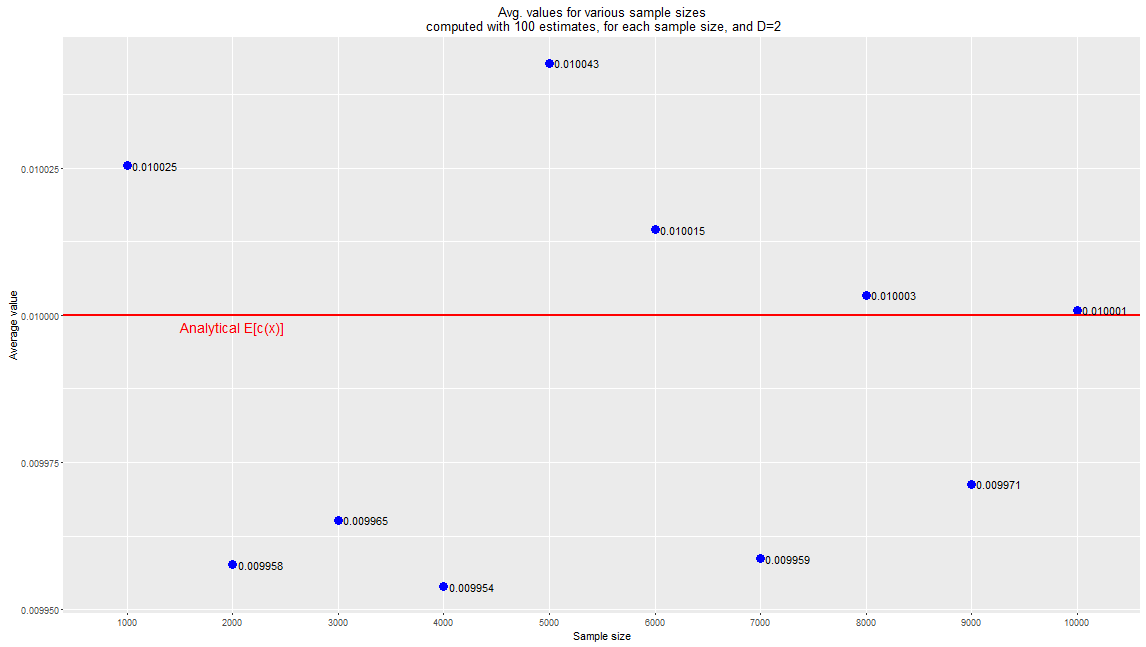 Avg. values for various sample sizes
computed with 100 estimates, for each sample size, and D=2
0.010043
0.010025
0.010025
0.010015
0.010003
0.010001
0.010000
Analytical E[c(x)]
Average value
0.009975
0.009971
0.009965
0.009958
0.009959
0.009954
0.009950
1000 2000 3000 4000 5000 6000 7000 8000 9000 10000
Sample size